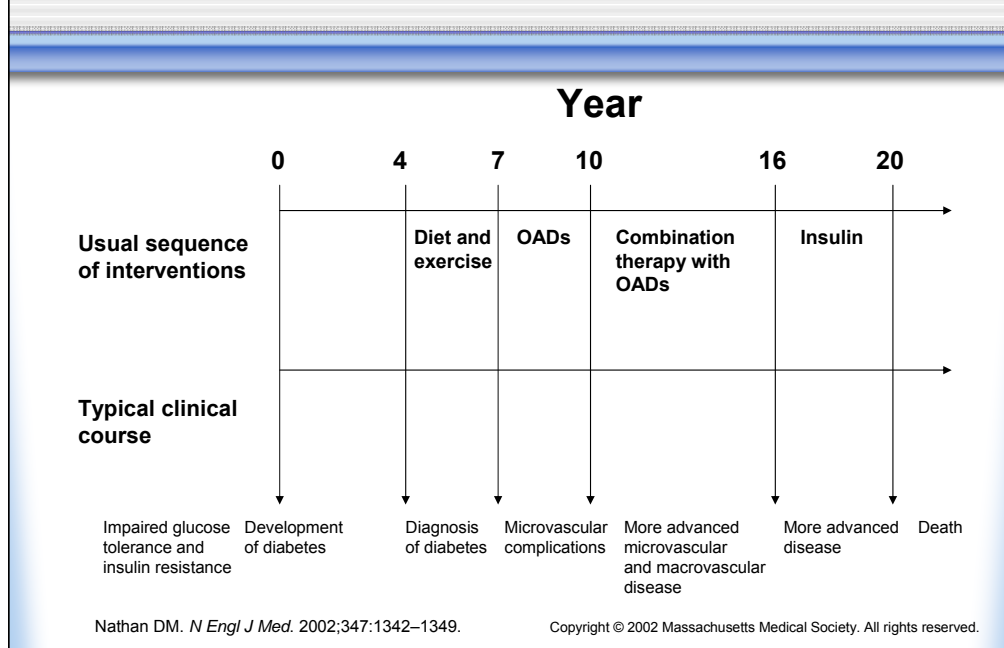 Year
0 4 7 10 16 20
Usual sequence
of interventions
Diet and
exercise
OADs
Combination
therapy with
OADs
Insulin
Typical clinical
course
Impaired glucose
tolerance and
insulin resistance
Development
of diabetes
Diagnosis
of diabetes
Microvascular
complications
More advanced
microvascular
and macrovascular
disease
More advanced
disease
Death
Nathan DM. N Engl J Med. 2002;347:1342–1349.
Copyright © 2002 Massachusetts Medical Society. All rights reserved.